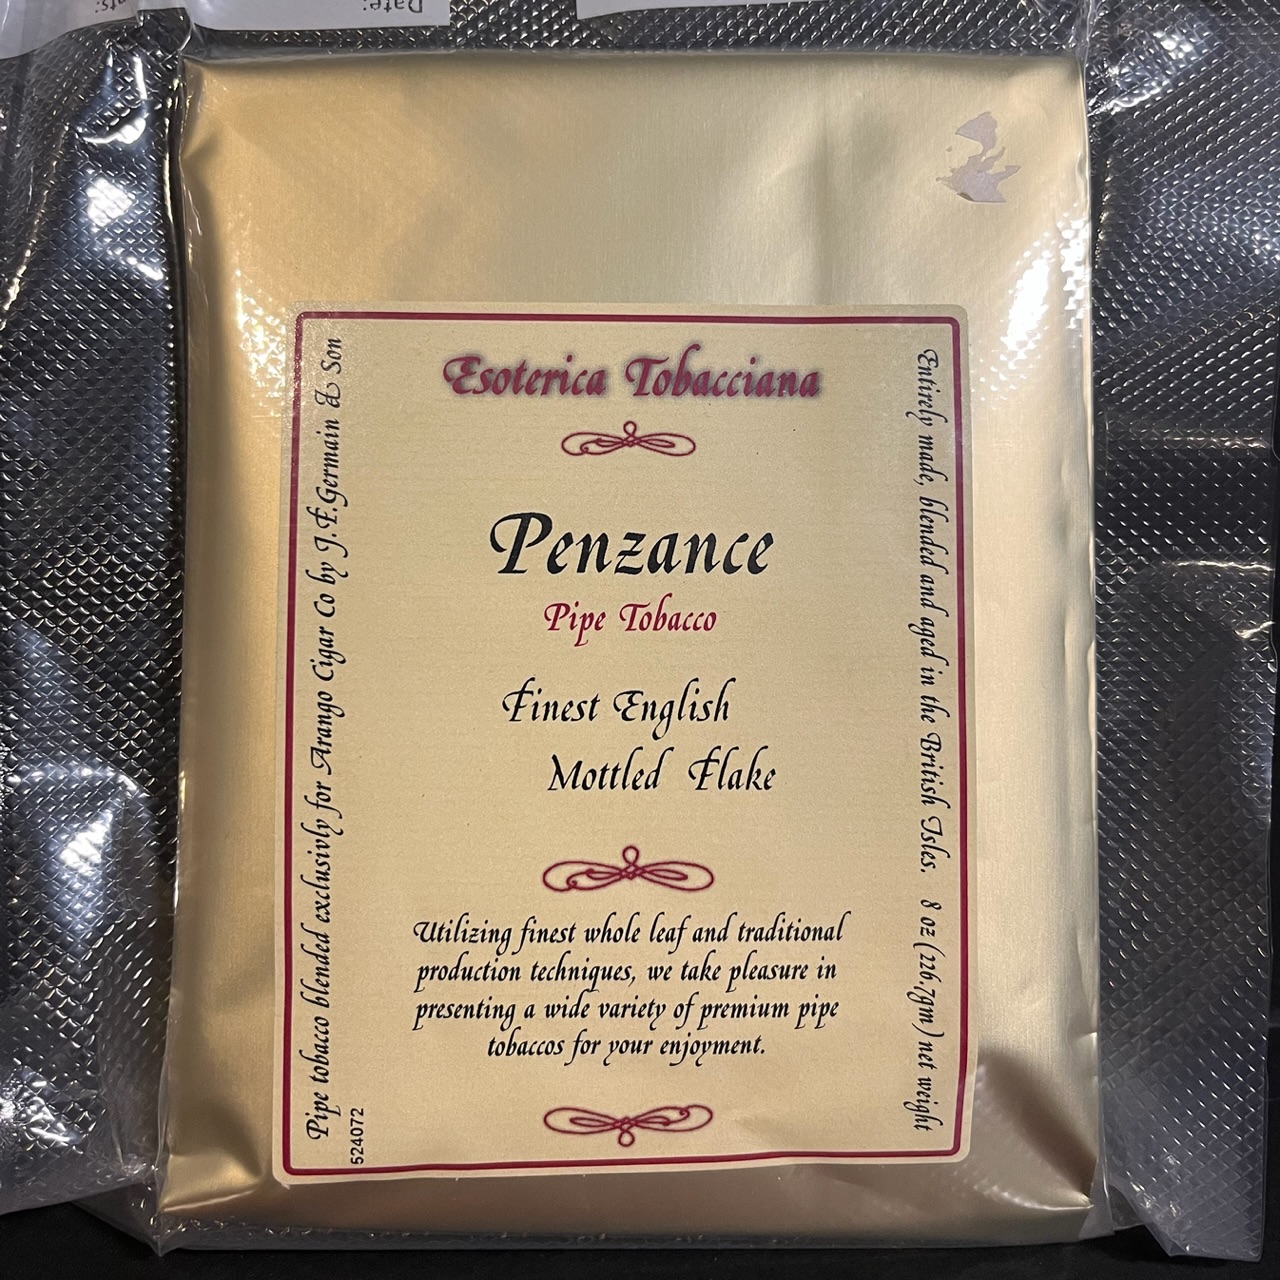 Date:
Esoterica Tobacciana
Penzance
Pipe Tobacco
Finest English
Mottled Flake
Utilizing finest whole leaf and traditional
production techniques, we take pleasure in
presenting a wide variety of premium pipe
tobaccos for your enjoyment.
Pipe tobacco blended exclusivly for Arango Cigar Co by J.F.Germain & Son
524072
Entirely made, blended and aged in the British Isles. 8 oz (226.7gm) net weight